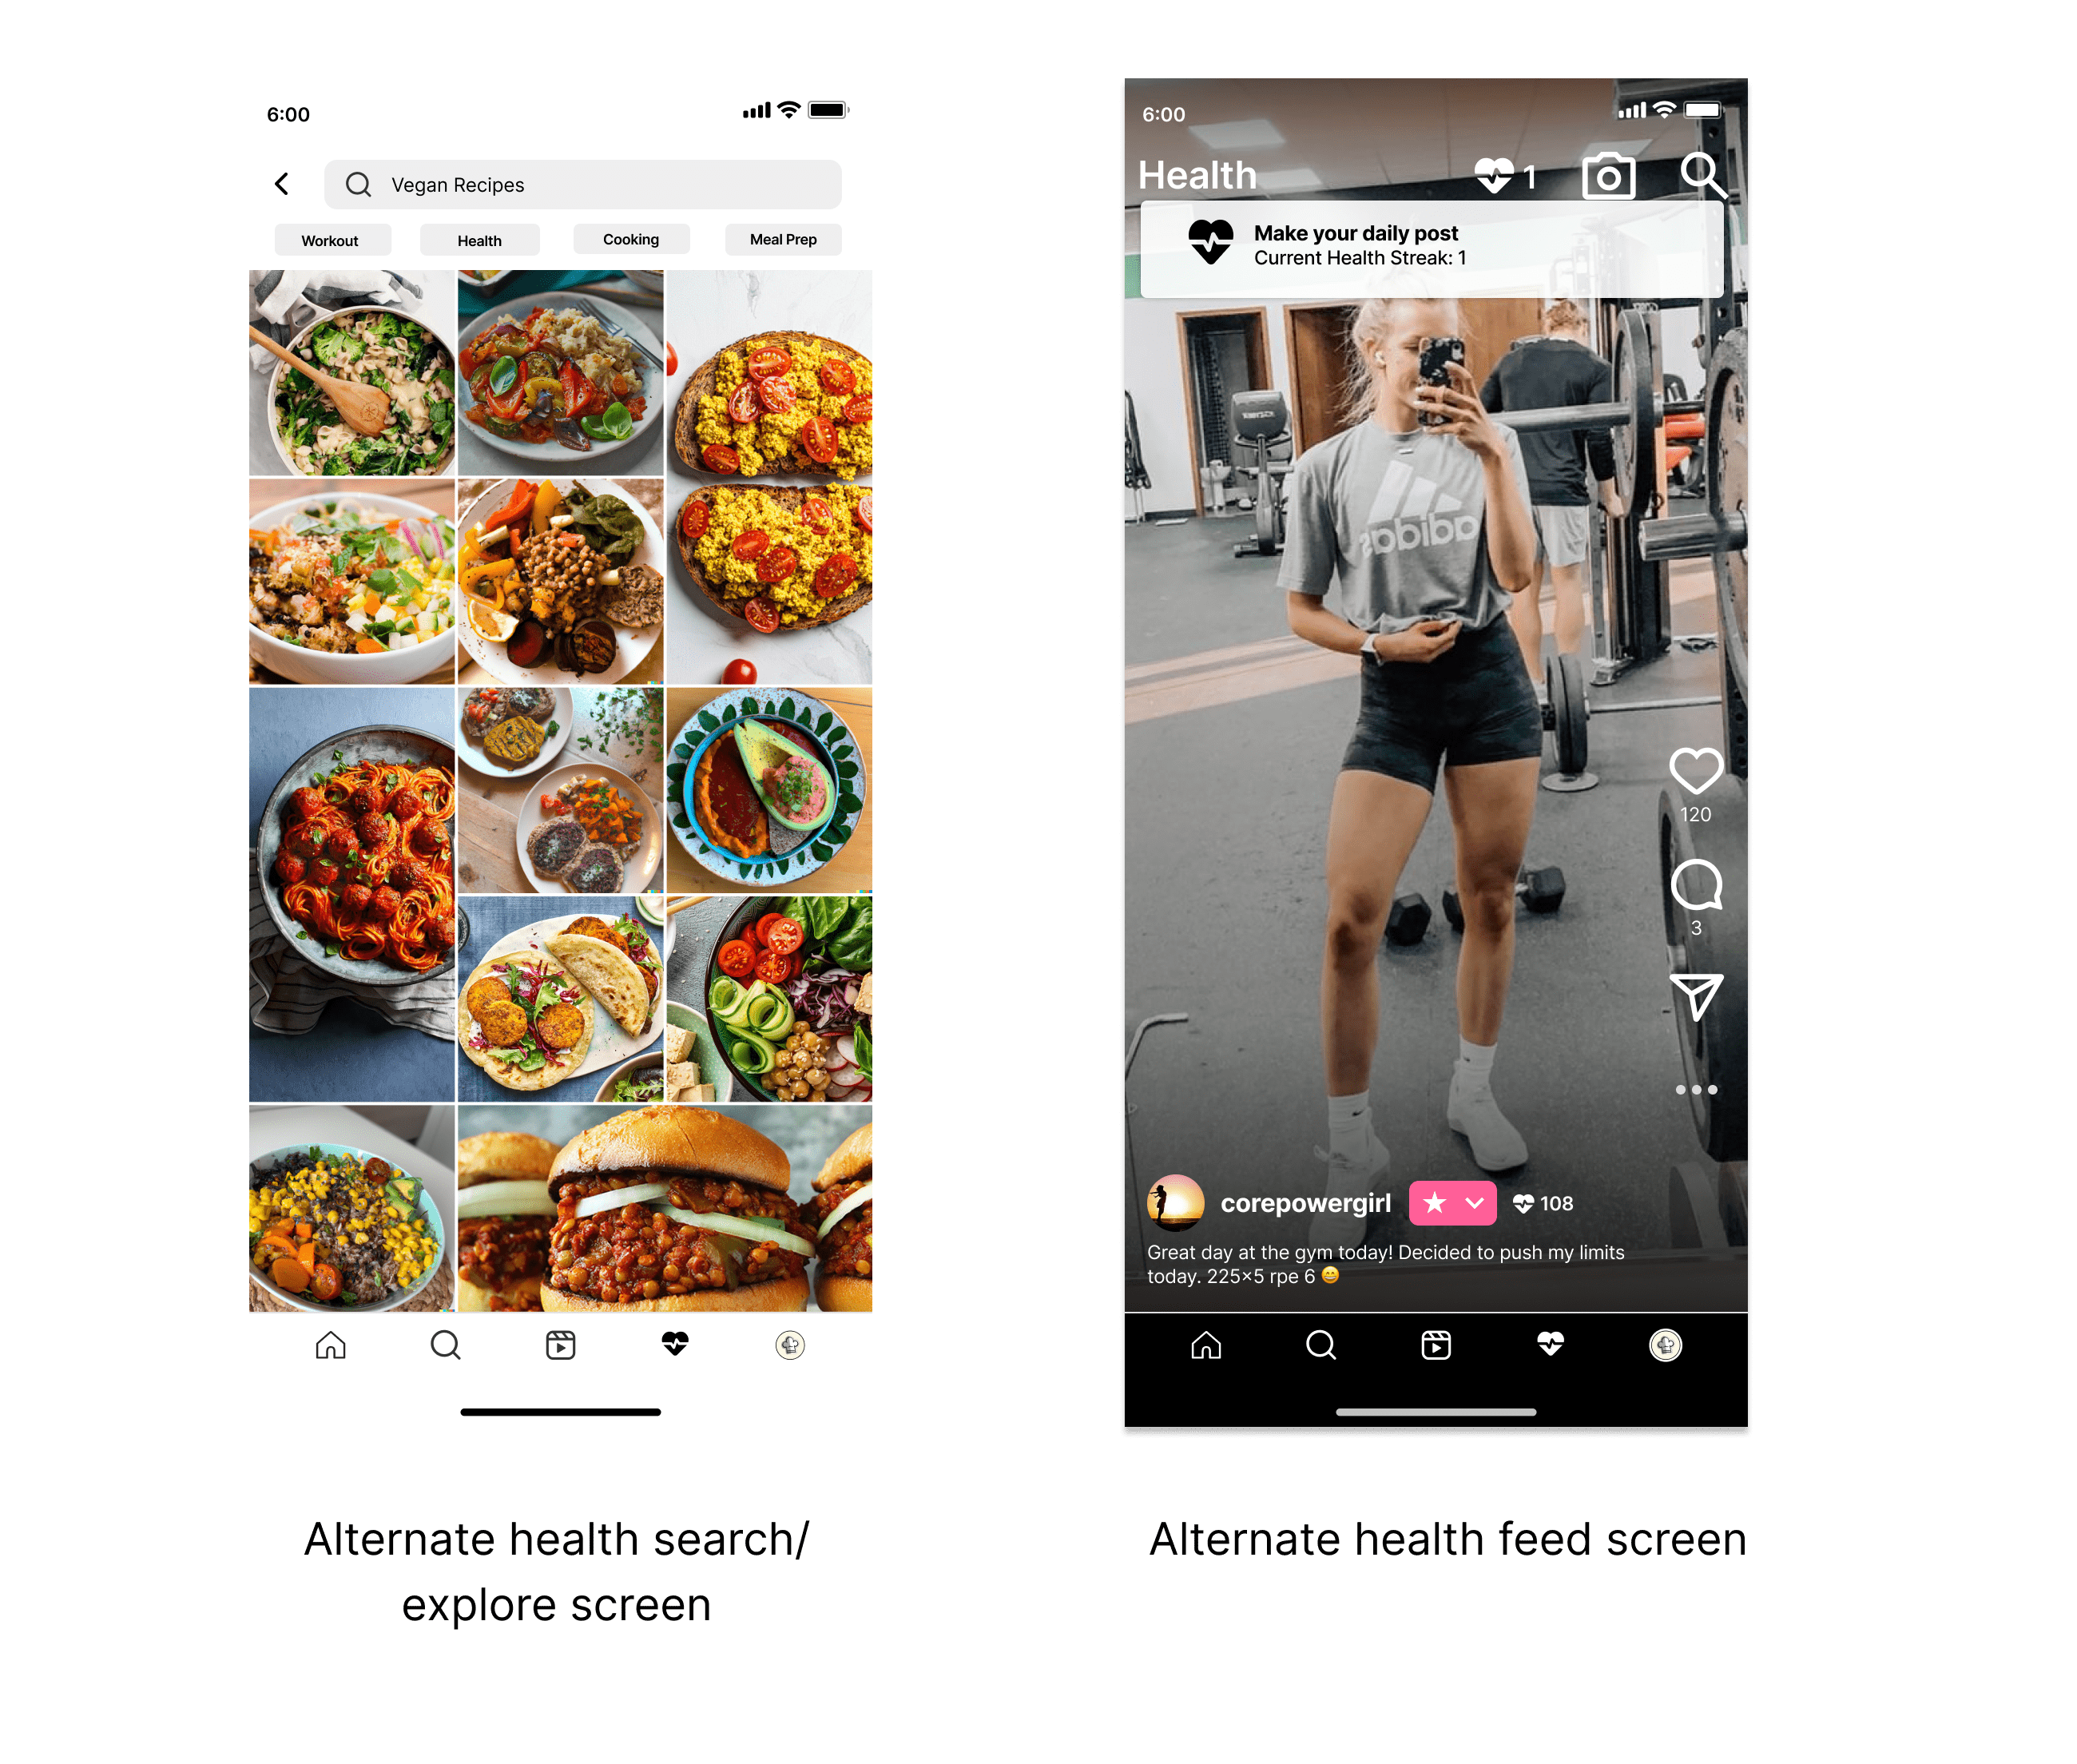 6:00
Vegan Recipes
Workout
Health
Cooking
Meal Prep
Alternate health search/
explore screen
6:00
Health
1
Make your daily post
Current Health Streak: 1
adidas
120
3
corepowergirl
108
Great day at the gym today! Decided to push my limits
today. 225x5 rpe 6 😄
Alternate health feed screen